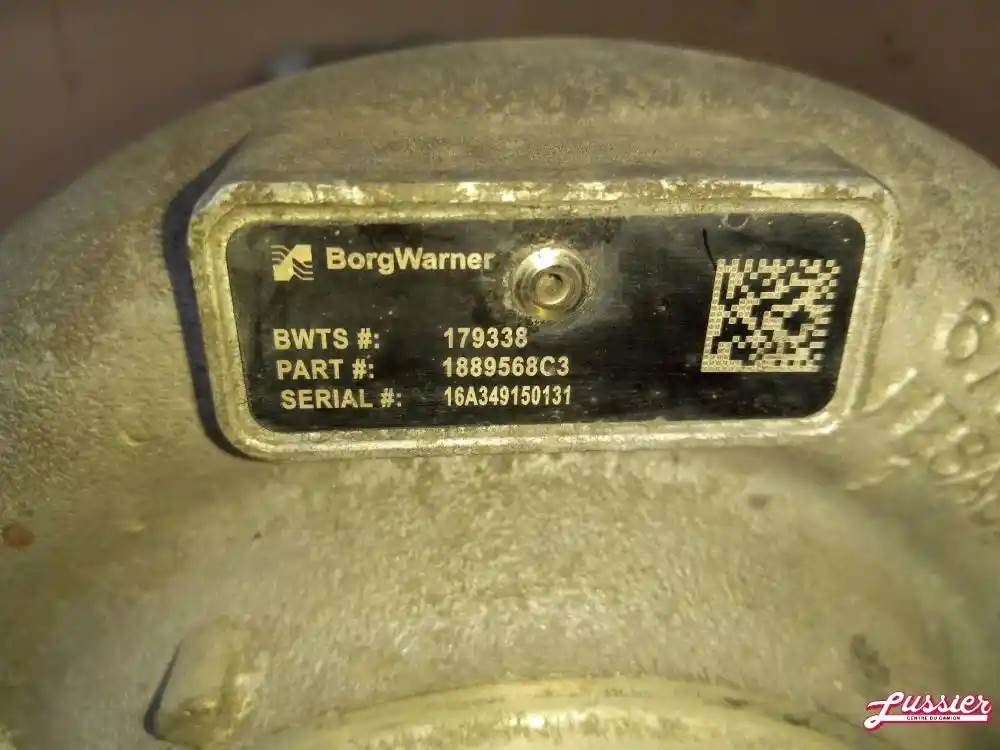 BorgWarner
BWTS #: 179338
PART #: 1889568C3
SERIAL #: 16A349150131
Lussier
CENTRE DU CAMION